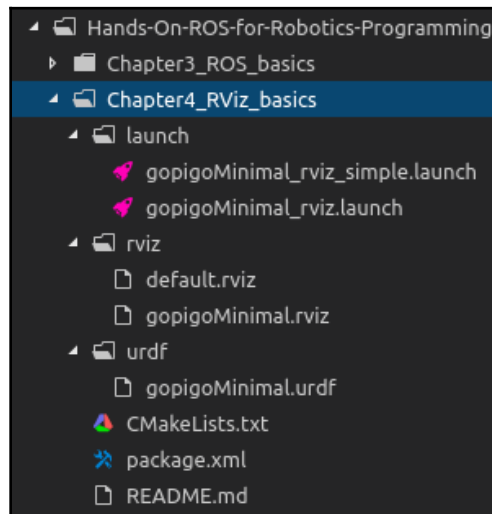 Hands-On-ROS-for-Robotics-Programming
Chapter3_ROS_basics
Chapter4_RViz_basics
launch
gopigoMinimal_rviz_simple.launch
gopigoMinimal_rviz.launch
rviz
default.rviz
gopigoMinimal.rviz
urdf
gopigoMinimal.urdf
CMakeLists.txt
package.xml
README.md